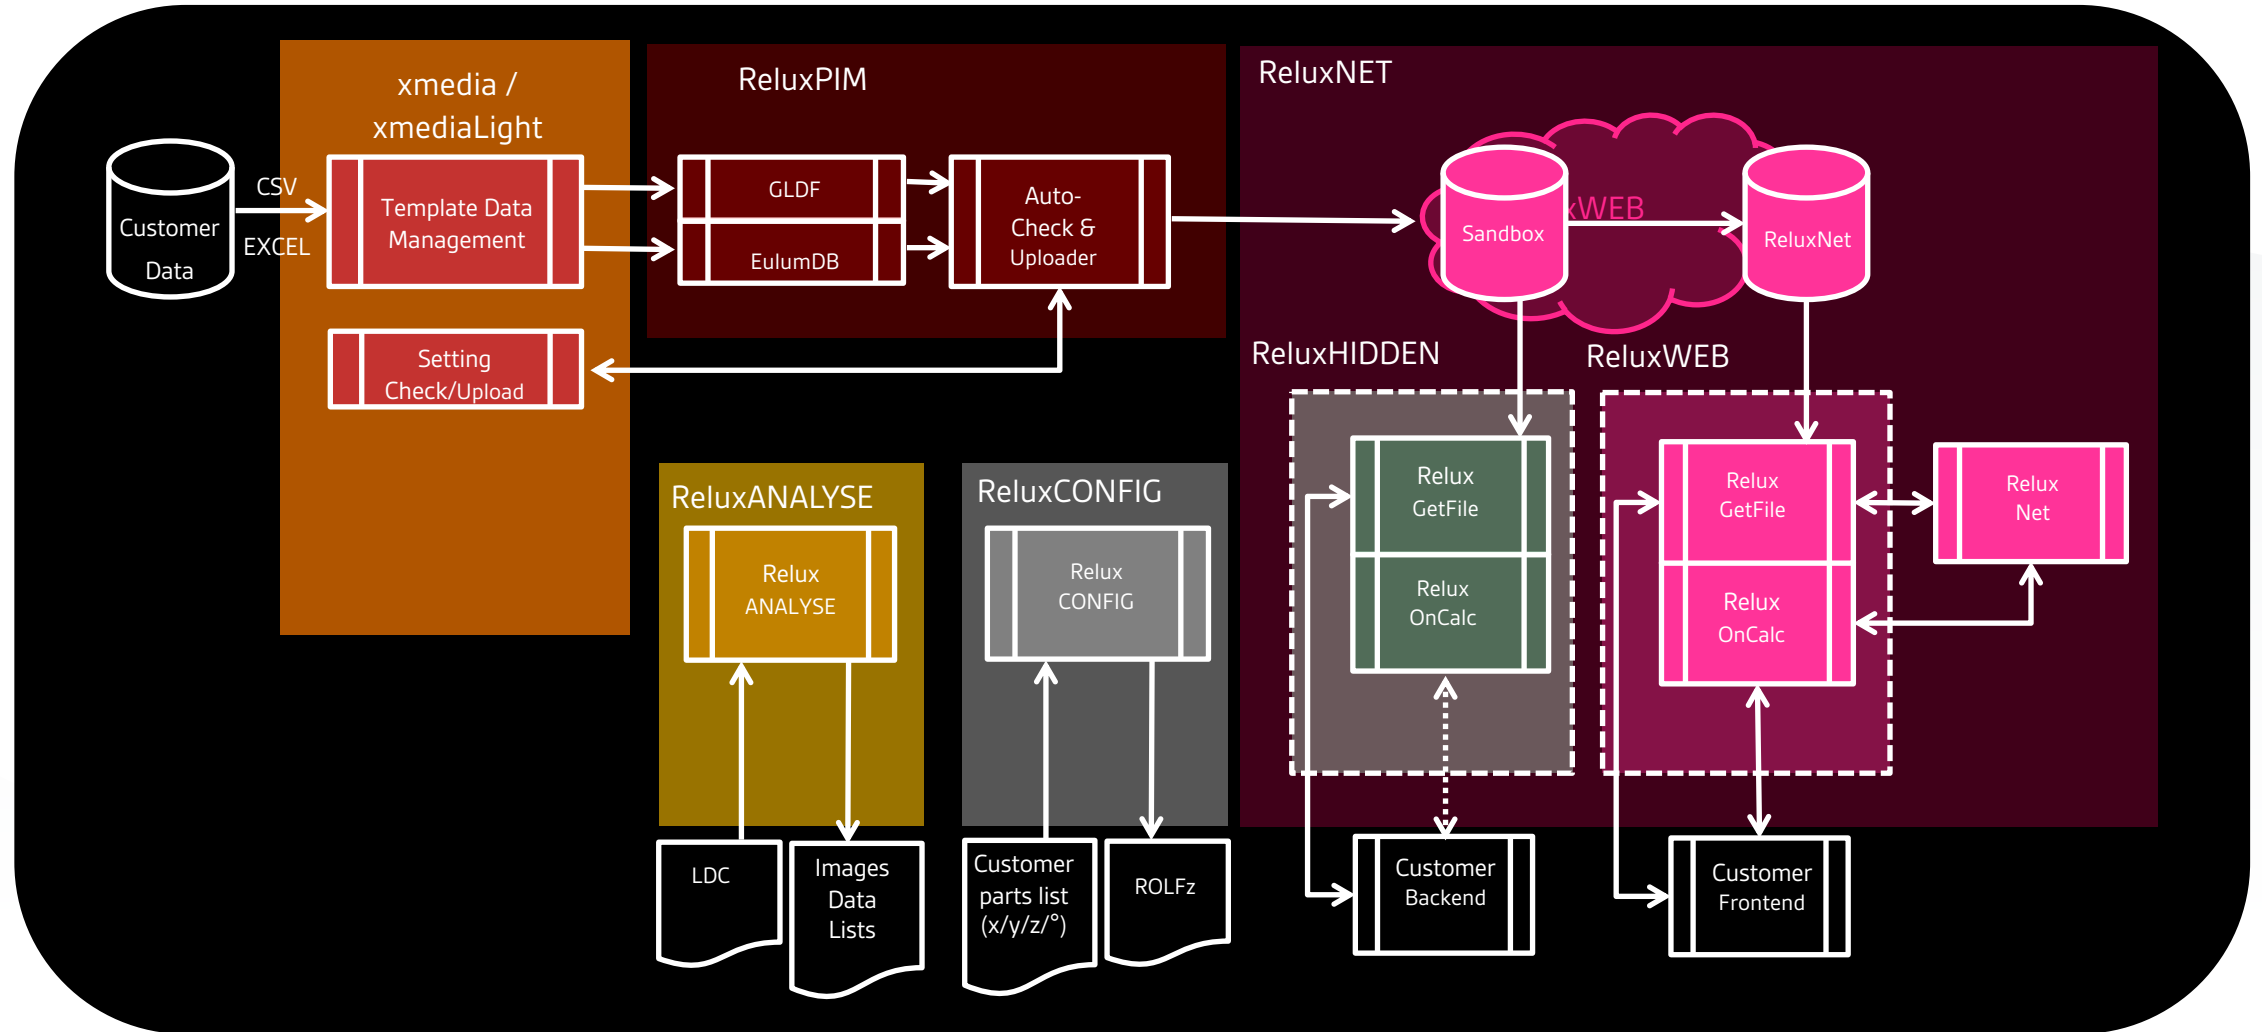 xmedia /
xmediaLight
ReluxPIM
ReluxNET
Customer
Data
CSV
EXCEL
Template Data
Management
GLDF
EulumDB
Auto-
Check &
Uploader
xWEB
Sandbox
ReluxNet
Setting
Check/Upload
ReluxHIDDEN
ReluxWEB
ReluxANALYSE
Relux
ANALYSE
ReluxCONFIG
Relux
CONFIG
Relux
GetFile
Relux
OnCalc
Relux
GetFile
Relux
OnCalc
Relux
Net
LDC
Images
Data
Lists
Customer
parts list
(x/y/z/°)
ROLFz
Customer
Backend
Customer
Frontend